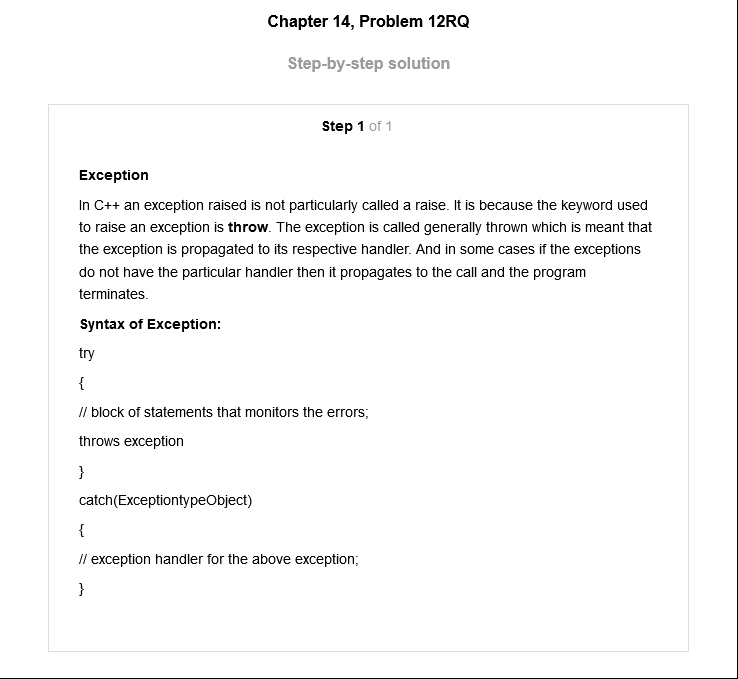 Chapter 14, Problem 12RQ
Step-by-step solution
Step 1 of 1
Exception
In C++ an exception raised is not particularly called a raise. It is because the keyword used
to raise an exception is throw. The exception is called generally thrown which is meant that
the exception is propagated to its respective handler. And in some cases if the exceptions
do not have the particular handler then it propagates to the call and the program
terminates.
Syntax of Exception:
try
{
// block of statements that monitors the errors;
throws exception
}
catch(ExceptiontypeObject)
{
// exception handler for the above exception;
}